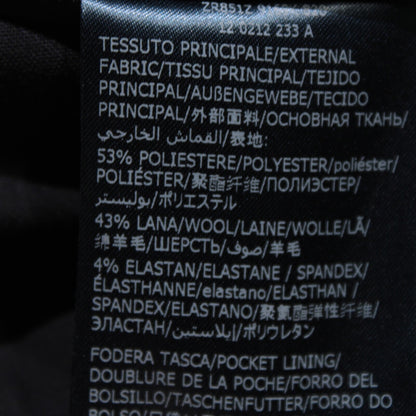 12 0212 233 A
TESSUTO PRINCIPALE/EXTERNAL
FABRIC/TISSU PRINCIPAL/TEJIDO
PRINCIPAL/AUßENGEWEBE/TECIDO
PRINCIPAL/外部面料/ОСНОВНАЯ ТКАНЬ/
القماش الخارجي/表地:
53% POLIESTERE/POLYESTER/poliéster/
POLIÉSTER/聚酯纤维/ПОЛИЭСТЕР/
بوليستر/ポリエステル
43% LANA/WOOL/LAINE/WOLLE/LÃ/
绵羊毛/ШЕРСТЬ/صوف/羊毛
4% ELASTAN/ELASTANE / SPANDEX/
ÉLASTHANNE/elastano/ELASTHAN /
SPANDEX/ELASTANO/聚氨酯弹性纤维/
ЭЛАСТАН/إيلاستين/ポリウレタン
FODERA TASCA/POCKET LINING/
DOUBLURE DE LA POCHE/FORRO DEL
BOLSILLO/TASCHENFUTTER/FORRO DO